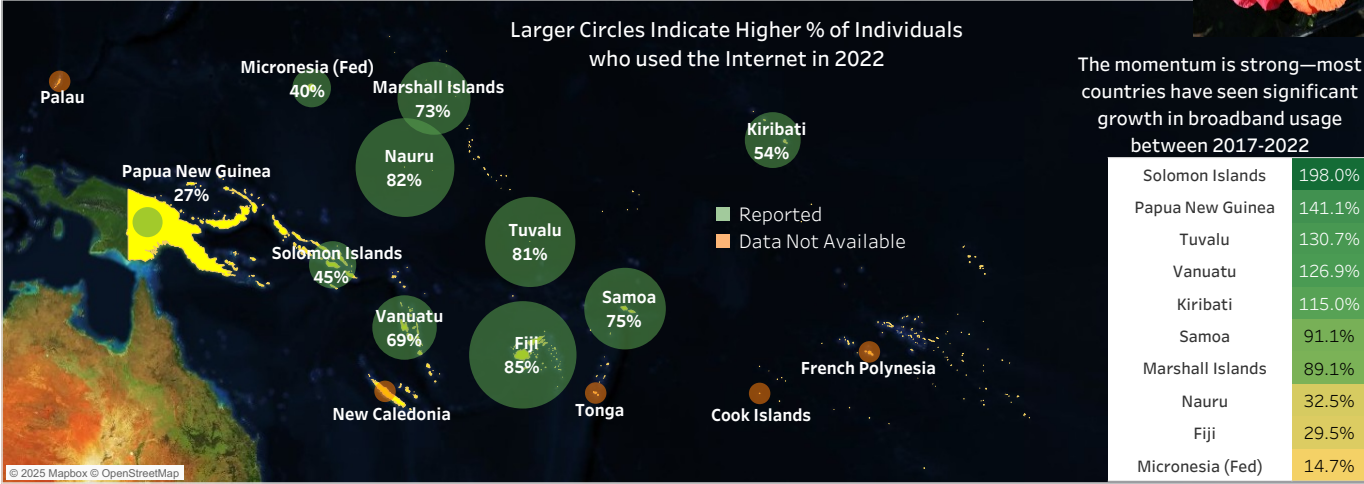 Larger Circles Indicate Higher % of Individuals
who used the Internet in 2022
Palau
Micronesia (Fed)
40%
Marshall Islands
73%
Nauru
82%
Kiribati
54%
Papua New Guinea
27%
Solomon Islands
45%
Tuvalu
81%
Vanuatu
69%
Fiji
85%
Samoa
75%
Reported
Data Not Available
New Caledonia
Tonga
Cook Islands
French Polynesia
© 2025 Mapbox © OpenStreetMap
The momentum is strong—most
countries have seen significant
growth in broadband usage
between 2017-2022
Solomon Islands 198.0%
Papua New Guinea 141.1%
Tuvalu 130.7%
Vanuatu 126.9%
Kiribati 115.0%
Samoa 91.1%
Marshall Islands 89.1%
Nauru 32.5%
Fiji 29.5%
Micronesia (Fed) 14.7%